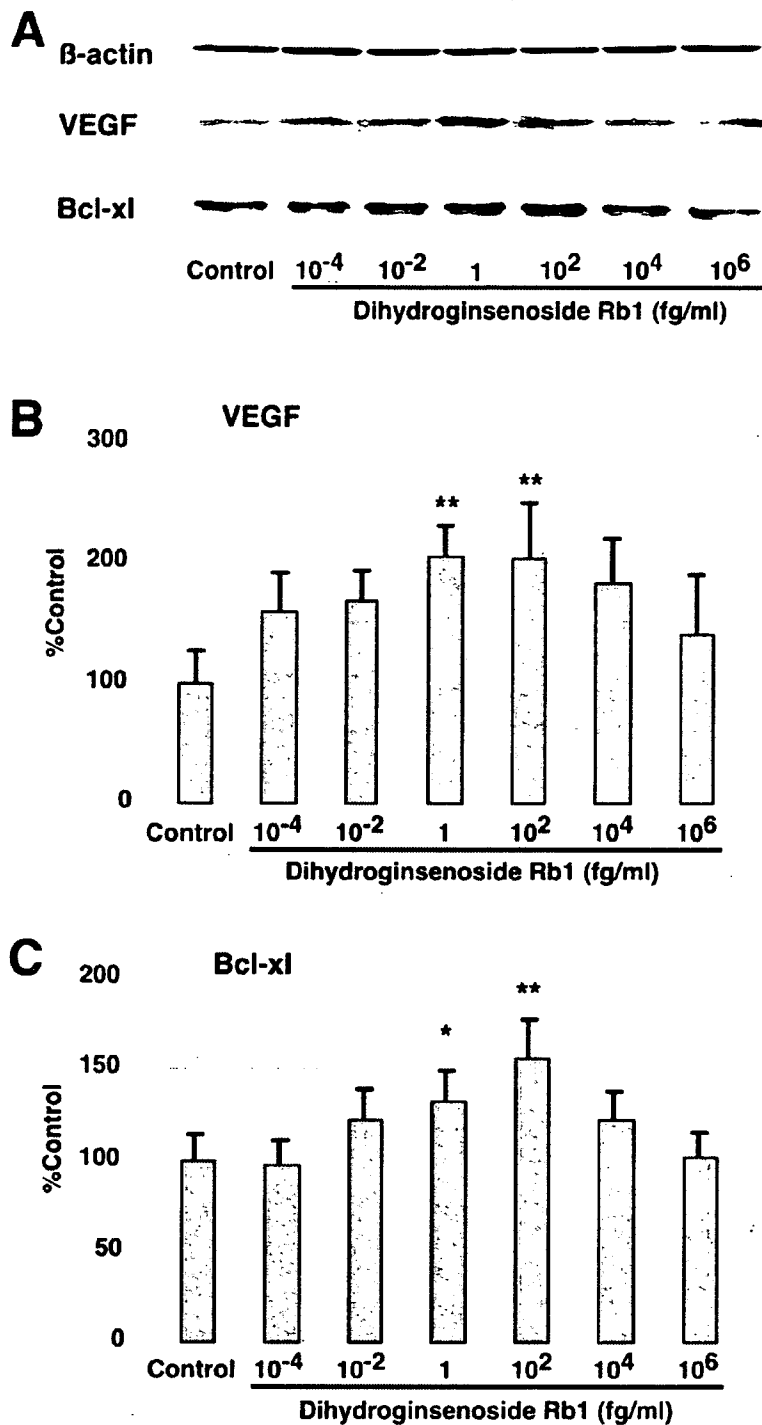 A
ß-actin
VEGF
Bcl-xl
Control 10-4 10-2 1 102 104 106
Dihydroginsenoside Rb1 (fg/ml)
B VEGF
300
200
100
0
%Control
** **
Control 10-4 10-2 1 102 104 106
Dihydroginsenoside Rb1 (fg/ml)
C Bcl-xl
200
150
100
50
0
%Control
* **
Control 10-4 10-2 1 102 104 106
Dihydroginsenoside Rb1 (fg/ml)